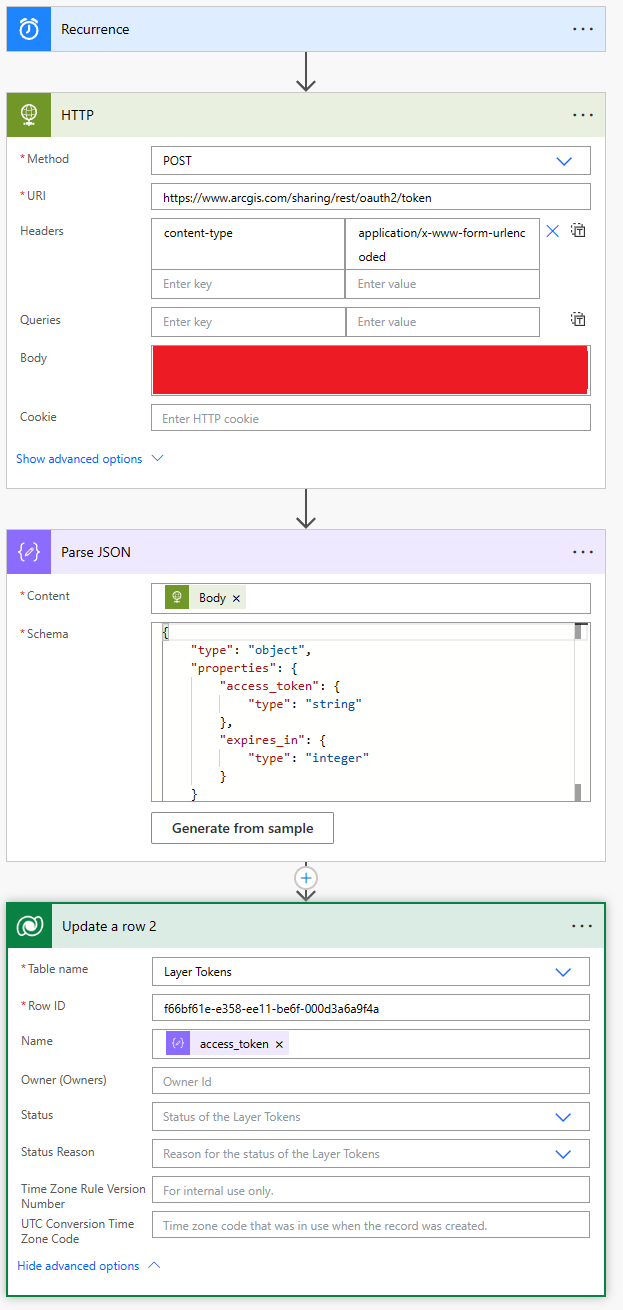 Recurrence
HTTP
* Method
POST
* URI
https://www.arcgis.com/sharing/rest/oauth2/token
Headers
content-type
application/x-www-form-urlenc
oded
Enter key
Enter value
Queries
Enter key
Enter value
Body
Cookie
Enter HTTP cookie
Show advanced options
Parse JSON
* Content
Body ×
* Schema
{
"type": "object",
"properties": {
"access_token": {
"type": "string"
},
"expires_in": {
"type": "integer"
}
}
Generate from sample
Update a row 2
* Table name
Layer Tokens
* Row ID
f66bf61e-e358-ee11-be6f-000d3a6a9f4a
Name
access_token ×
Owner (Owners)
Owner Id
Status
Status of the Layer Tokens
Status Reason
Reason for the status of the Layer Tokens
Time Zone Rule Version
Number
For internal use only.
UTC Conversion Time
Zone Code
Time zone code that was in use when the record was created.
Hide advanced options